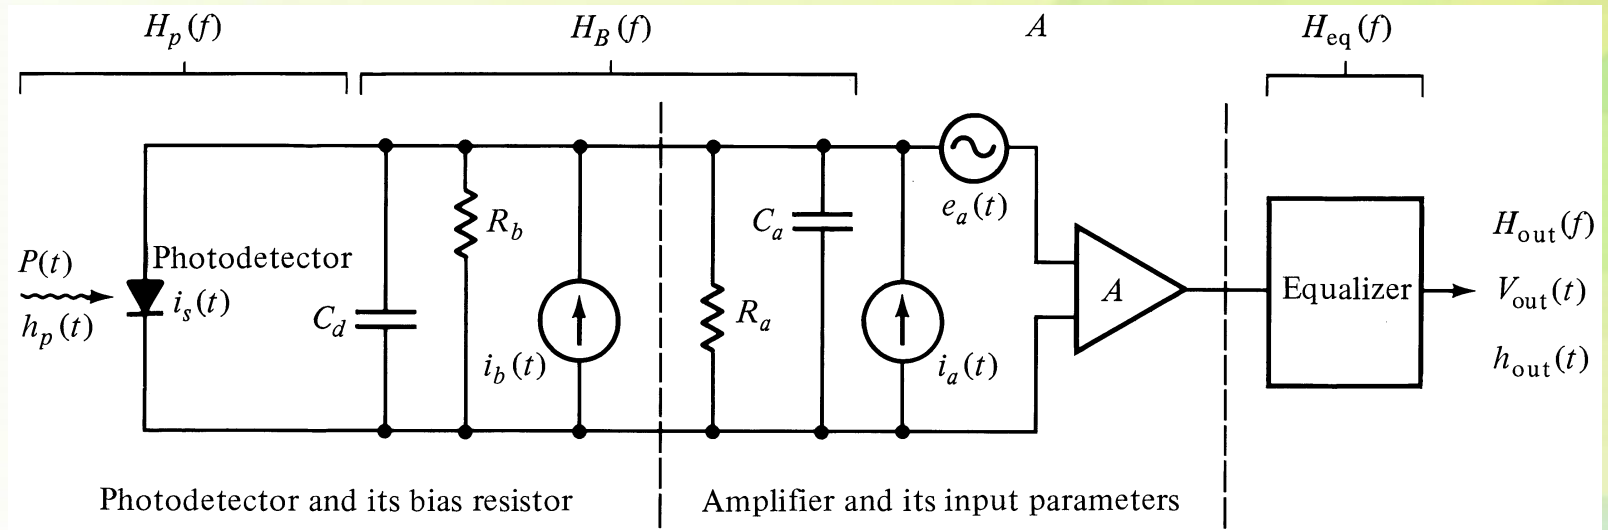 H_p(f)
H_B(f)
A
H_eq(f)
P(t)
h_p(t)
Photodetector
i_s(t)
C_d
R_b
i_b(t)
R_a
C_a
i_a(t)
e_a(t)
A
Equalizer
H_out(f)
V_out(t)
h_out(t)
Photodetector and its bias resistor
Amplifier and its input parameters